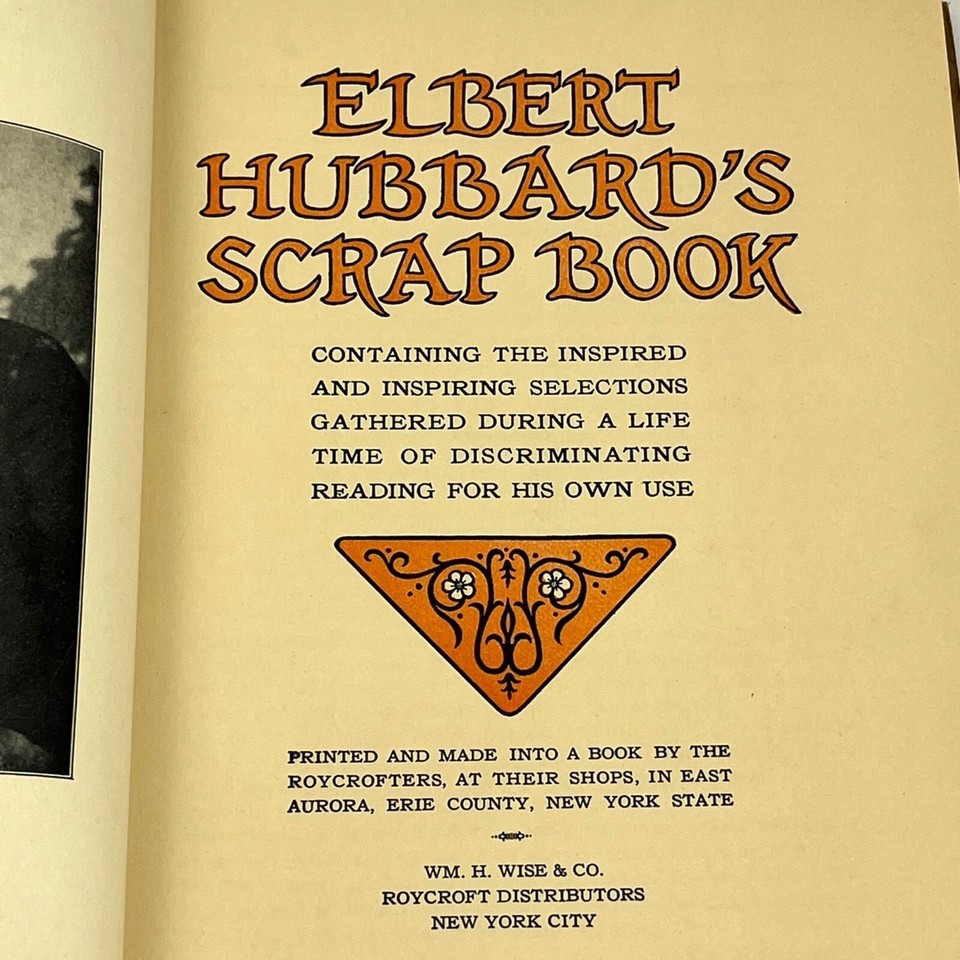 ELBERT
HUBBARD'S
SCRAP BOOK
CONTAINING THE INSPIRED
AND INSPIRING SELECTIONS
GATHERED DURING A LIFE
TIME OF DISCRIMINATING
READING FOR HIS OWN USE
PRINTED AND MADE INTO A BOOK BY THE
ROYCROFTERS, AT THEIR SHOPS, IN EAST
AURORA, ERIE COUNTY, NEW YORK STATE
WM. H. WISE & CO.
ROYCROFT DISTRIBUTORS
NEW YORK CITY